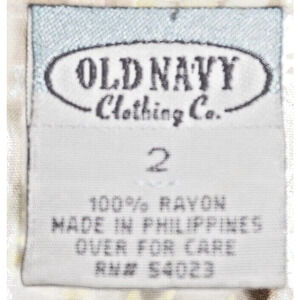 OLD NAVY
Clothing Co.
2
100% RAYON
MADE IN PHILIPPINES
OVER FOR CARE
RN# 54023